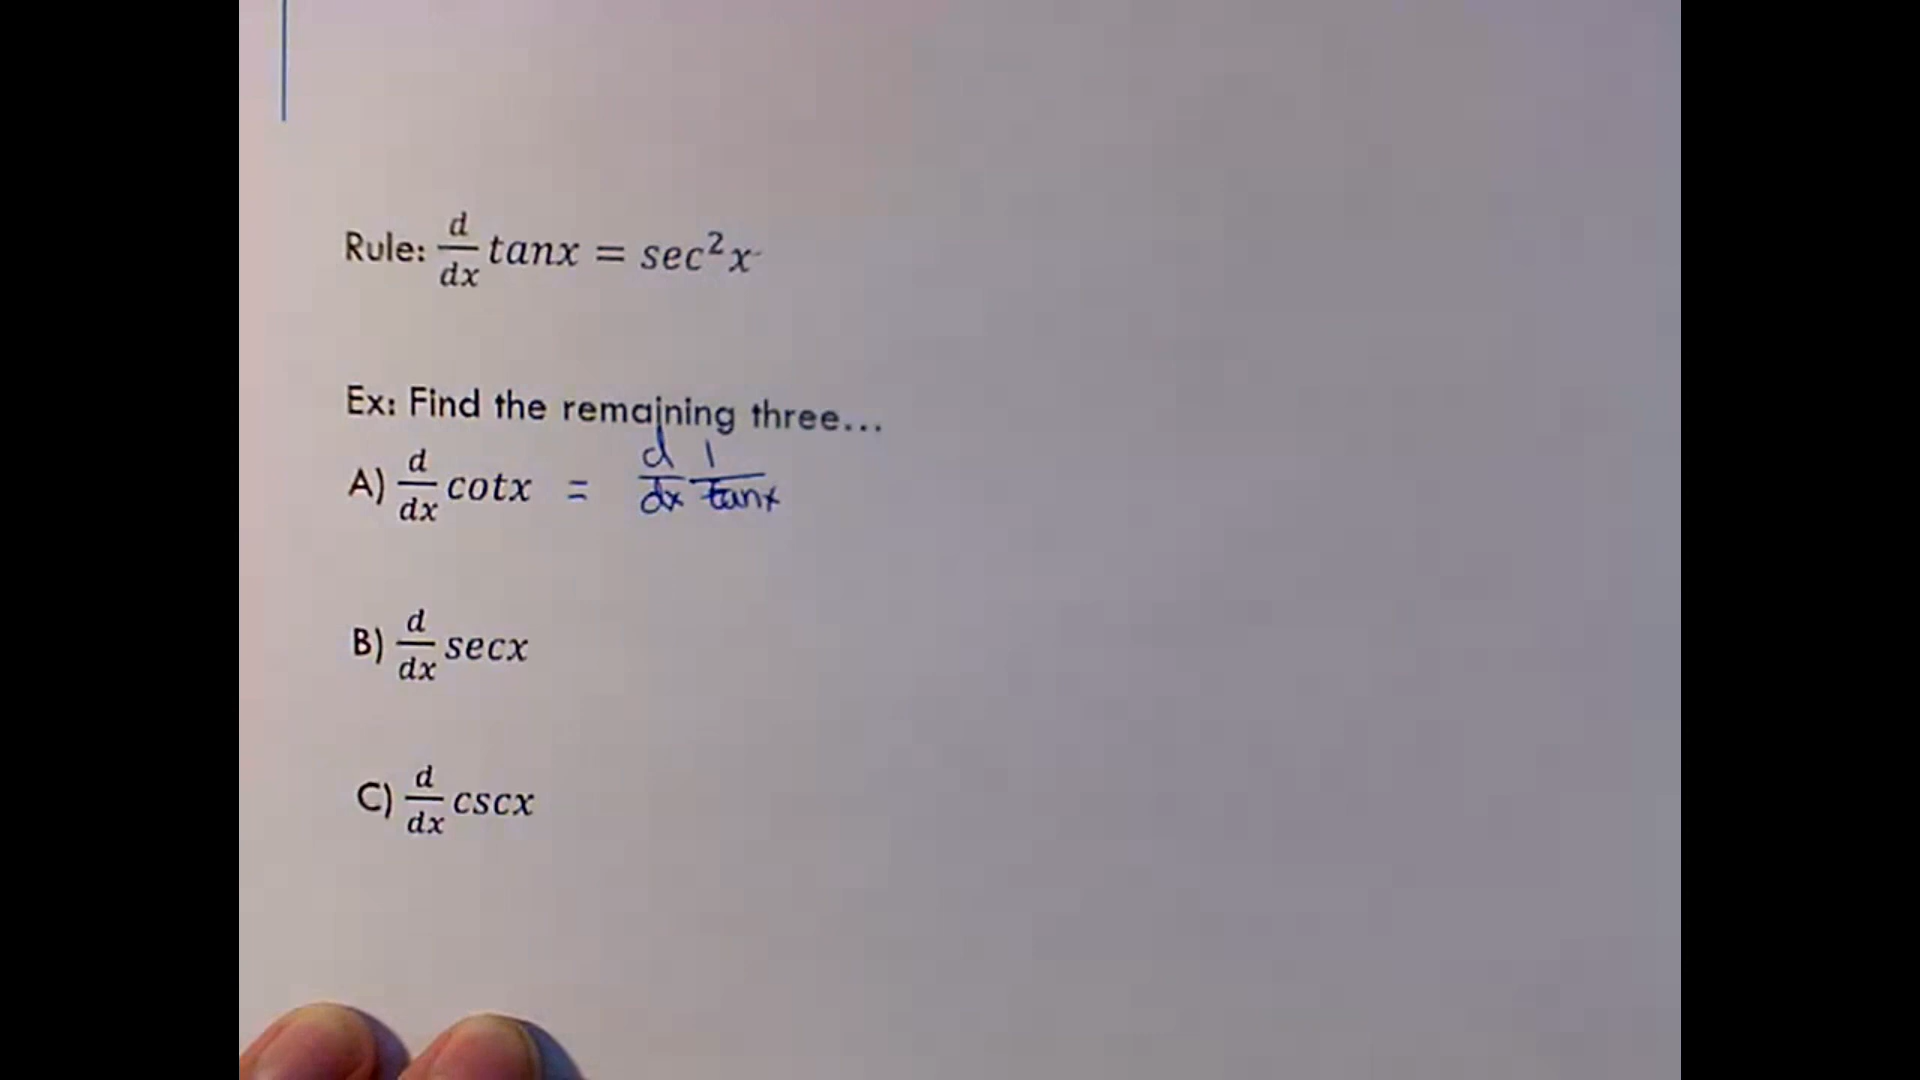 Rule: d/dx tanx = sec²x
Ex: Find the remaining three...
A) d/dx cotx = d/dx 1/tanx
B) d/dx secx
C) d/dx cscx